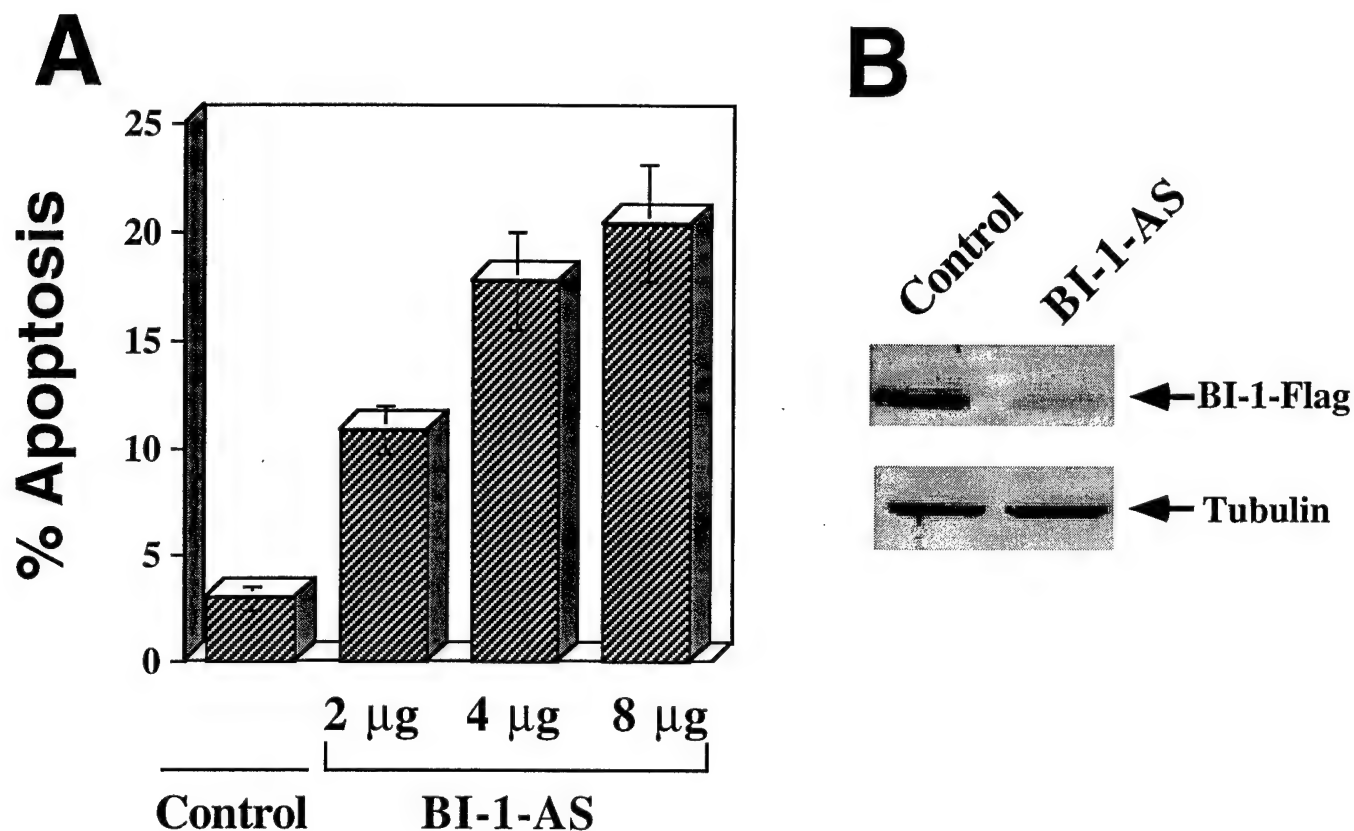 A
% Apoptosis
25
20
15
10
5
0
2 µg 4 µg 8 µg
Control BI-1-AS
B
Control BI-1-AS
BI-1-Flag
Tubulin